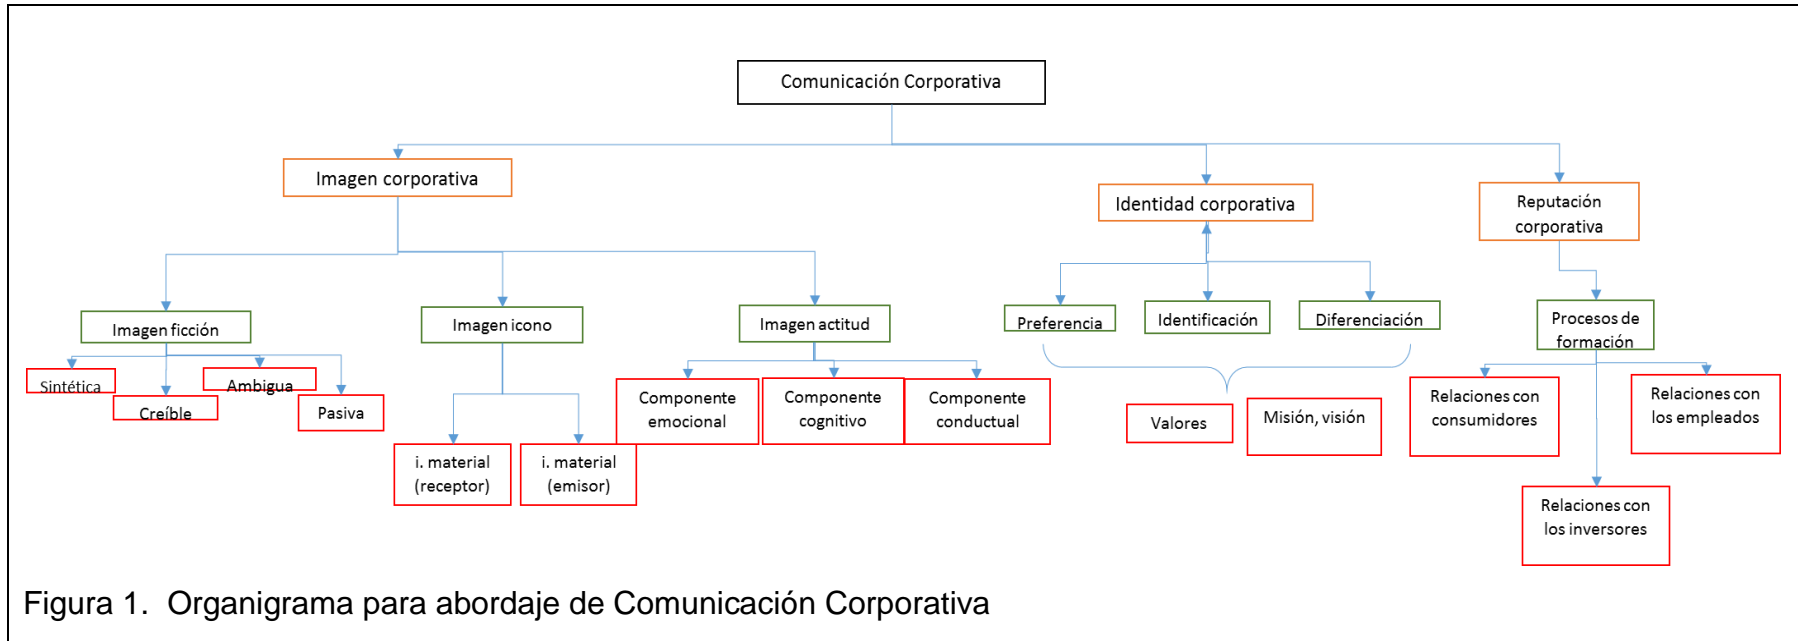 Comunicación Corporativa
Imagen corporativa
Identidad corporativa
Reputación
corporativa
Imagen ficción
Imagen icono
Imagen actitud
Preferencia
Identificación
Diferenciación
Procesos de
formación
Sintética
Creíble
Ambigua
Pasiva
i. material
(receptor)
i. material
(emisor)
Componente
emocional
Componente
cognitivo
Componente
conductual
Valores
Misión, visión
Relaciones con
consumidores
Relaciones con
los empleados
Relaciones con
los inversores
Figura 1.  Organigrama para abordaje de Comunicación Corporativa